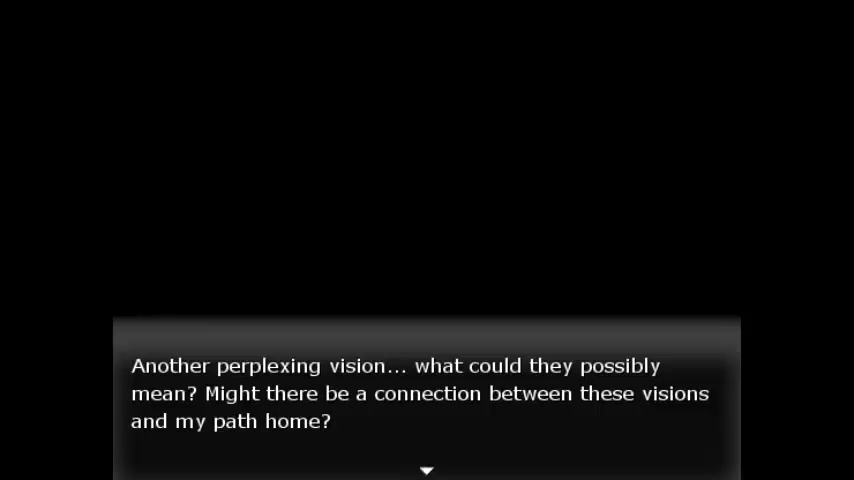 Another perplexing vision... what could they possibly
mean? Might there be a connection between these visions
and my path home?